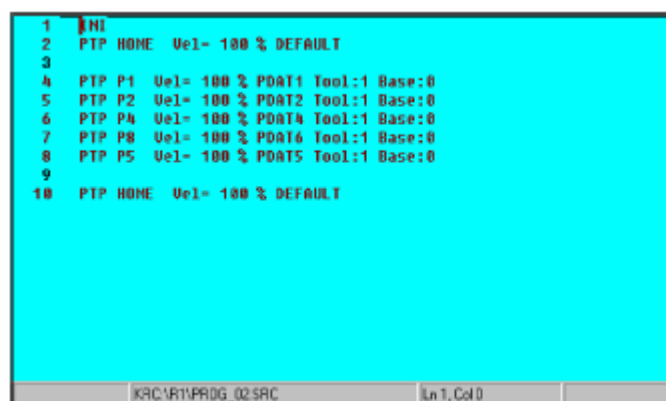 1 INI
2 PTP HOME Vel= 100 % DEFAULT
3
4 PTP P1 Vel= 100 % PDAT1 Tool:1 Base:0
5 PTP P2 Vel= 100 % PDAT2 Tool:1 Base:0
6 PTP P4 Vel= 100 % PDAT4 Tool:1 Base:0
7 PTP P8 Vel= 100 % PDAT6 Tool:1 Base:0
8 PTP P5 Vel= 100 % PDAT5 Tool:1 Base:0
9
10 PTP HOME Vel= 100 % DEFAULT
KRC:\R1\PROG_02.SRC Ln 1, Col 0